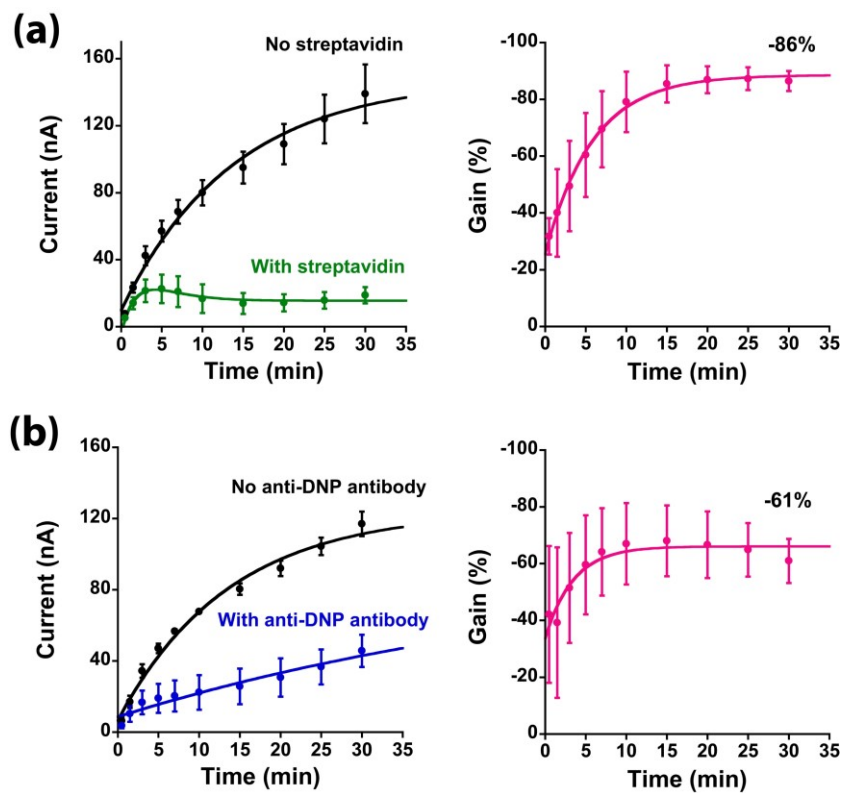 (a)
160
120
80
40
0
Current (nA)
No streptavidin
With streptavidin
0 5 10 15 20 25 30 35
Time (min)
-100
-80
-60
-40
-20
0
Gain (%)
-86%
0 5 10 15 20 25 30 35
Time (min)
(b)
160
120
80
40
0
Current (nA)
No anti-DNP antibody
With anti-DNP antibody
0 5 10 15 20 25 30 35
Time (min)
-100
-80
-60
-40
-20
0
Gain (%)
-61%
0 5 10 15 20 25 30 35
Time (min)